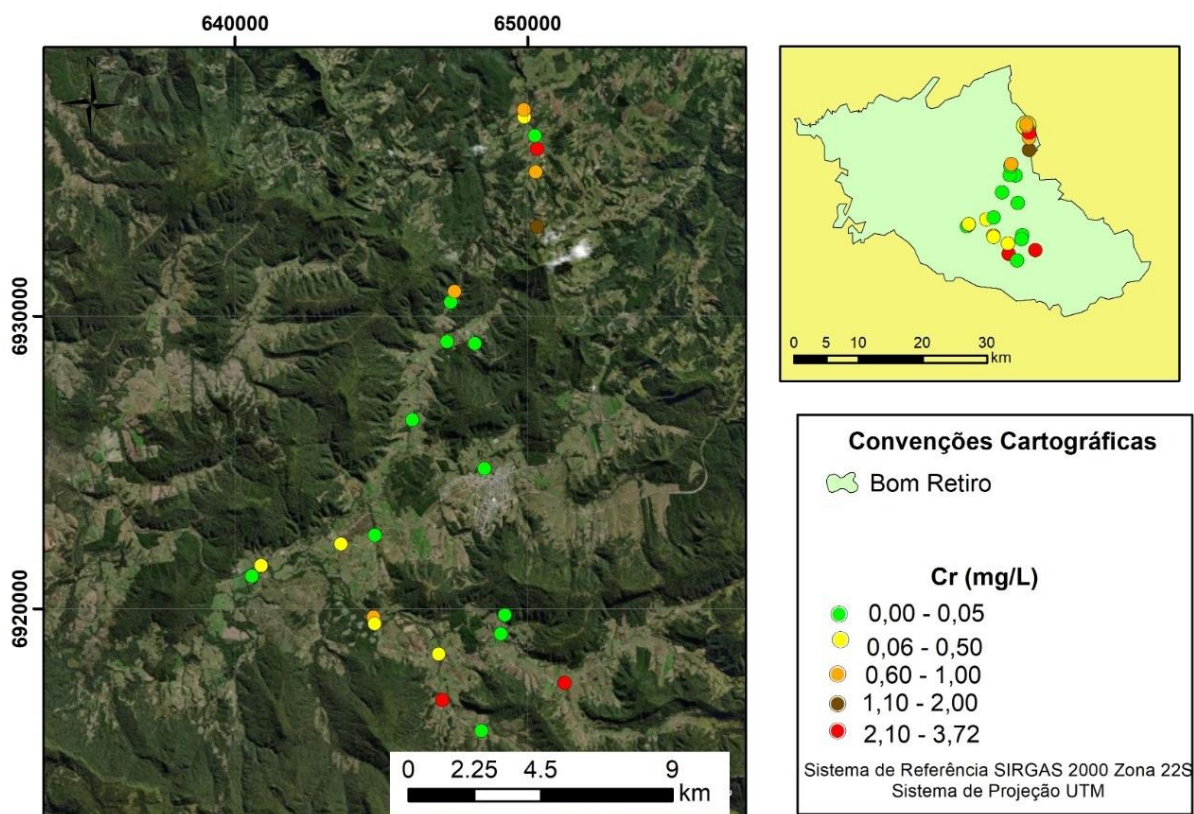 640000 650000
N
6930000
6920000
0 2.25 4.5 9
km
0 5 10 20 30
km
Convenções Cartográficas
Bom Retiro
Cr (mg/L)
0,00 - 0,05
0,06 - 0,50
0,60 - 1,00
1,10 - 2,00
2,10 - 3,72
Sistema de Referência SIRGAS 2000 Zona 22S
Sistema de Projeção UTM